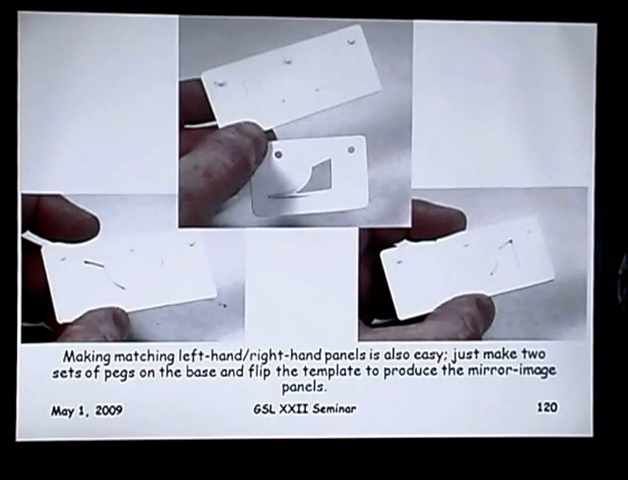 Making matching left-hand/right-hand panels is also easy; just make two
sets of pegs on the base and flip the template to produce the mirror-image
panels.
May 1, 2009
GSL XXII Seminar
120